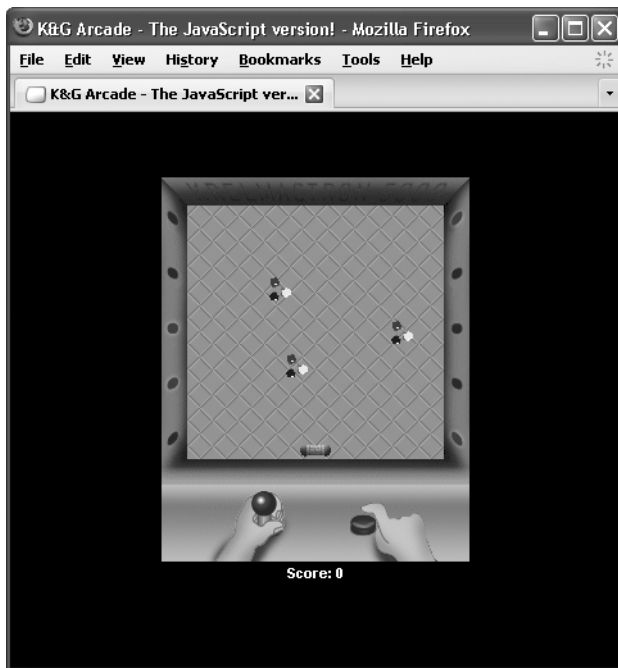 K&G Arcade - The JavaScript version! - Mozilla Firefox
File Edit View History Bookmarks Tools Help
K&G Arcade - The JavaScript ver...
Score: 0